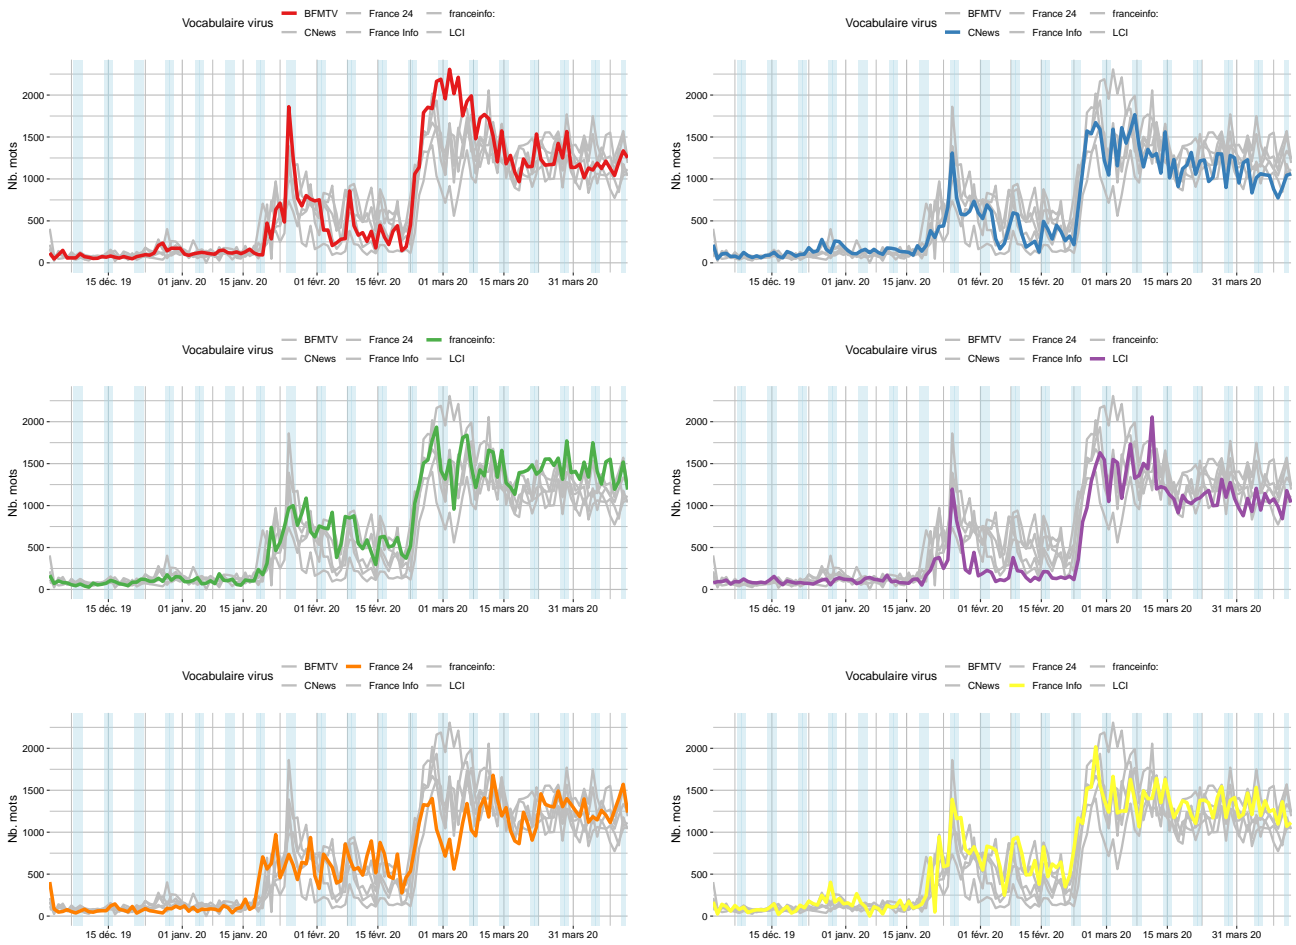 Vocabulaire virus
BFMTV France 24 franceinfo:
CNews France Info LCI
Nb. mots
2000
1500
1000
500
0
15 déc. 19 01 janv. 20 15 janv. 20 01 févr. 20 15 févr. 20 01 mars 20 15 mars 20 31 mars 20
Vocabulaire virus
BFMTV France 24 franceinfo:
CNews France Info LCI
Nb. mots
2000
1500
1000
500
0
15 déc. 19 01 janv. 20 15 janv. 20 01 févr. 20 15 févr. 20 01 mars 20 15 mars 20 31 mars 20
Vocabulaire virus
BFMTV France 24 franceinfo:
CNews France Info LCI
Nb. mots
2000
1500
1000
500
0
15 déc. 19 01 janv. 20 15 janv. 20 01 févr. 20 15 févr. 20 01 mars 20 15 mars 20 31 mars 20
Vocabulaire virus
BFMTV France 24 franceinfo:
CNews France Info LCI
Nb. mots
2000
1500
1000
500
0
15 déc. 19 01 janv. 20 15 janv. 20 01 févr. 20 15 févr. 20 01 mars 20 15 mars 20 31 mars 20
Vocabulaire virus
BFMTV France 24 franceinfo:
CNews France Info LCI
Nb. mots
2000
1500
1000
500
0
15 déc. 19 01 janv. 20 15 janv. 20 01 févr. 20 15 févr. 20 01 mars 20 15 mars 20 31 mars 20
Vocabulaire virus
BFMTV France 24 franceinfo:
CNews France Info LCI
Nb. mots
2000
1500
1000
500
0
15 déc. 19 01 janv. 20 15 janv. 20 01 févr. 20 15 févr. 20 01 mars 20 15 mars 20 31 mars 20